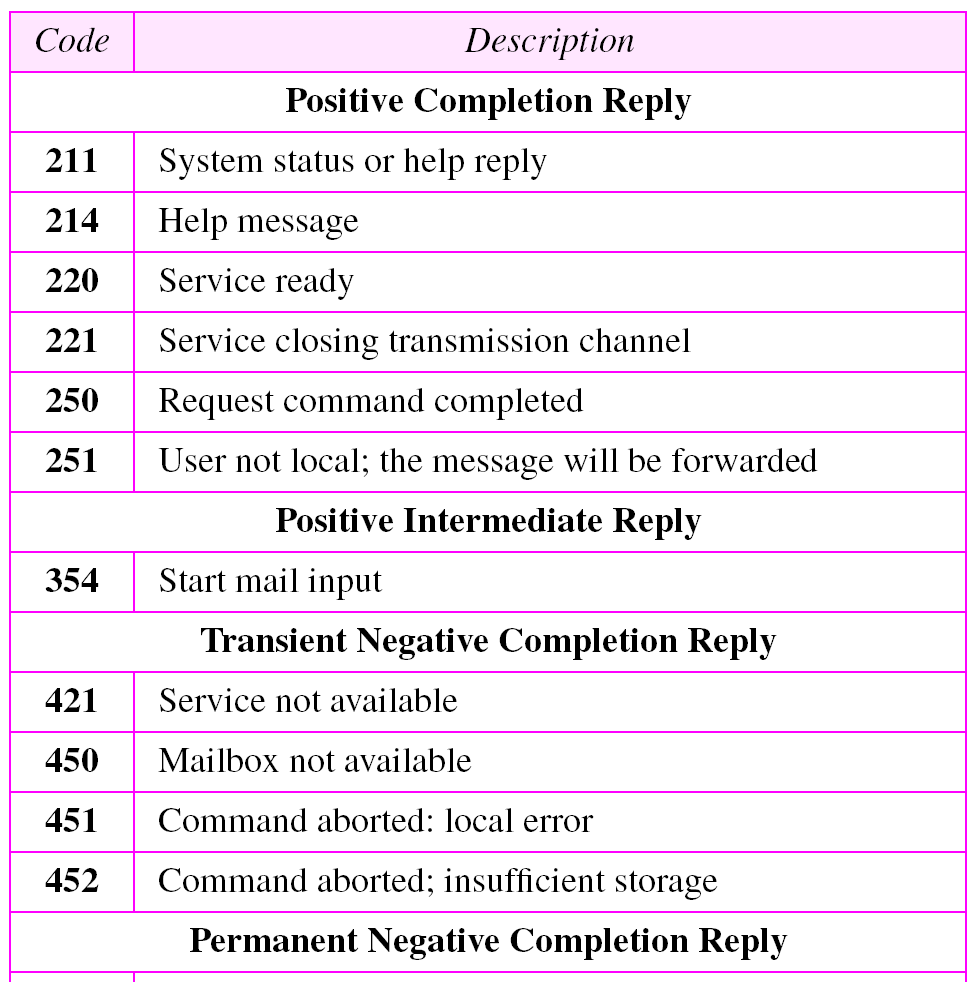 Code Description
Positive Completion Reply
211 System status or help reply
214 Help message
220 Service ready
221 Service closing transmission channel
250 Request command completed
251 User not local; the message will be forwarded
Positive Intermediate Reply
354 Start mail input
Transient Negative Completion Reply
421 Service not available
450 Mailbox not available
451 Command aborted: local error
452 Command aborted; insufficient storage
Permanent Negative Completion Reply